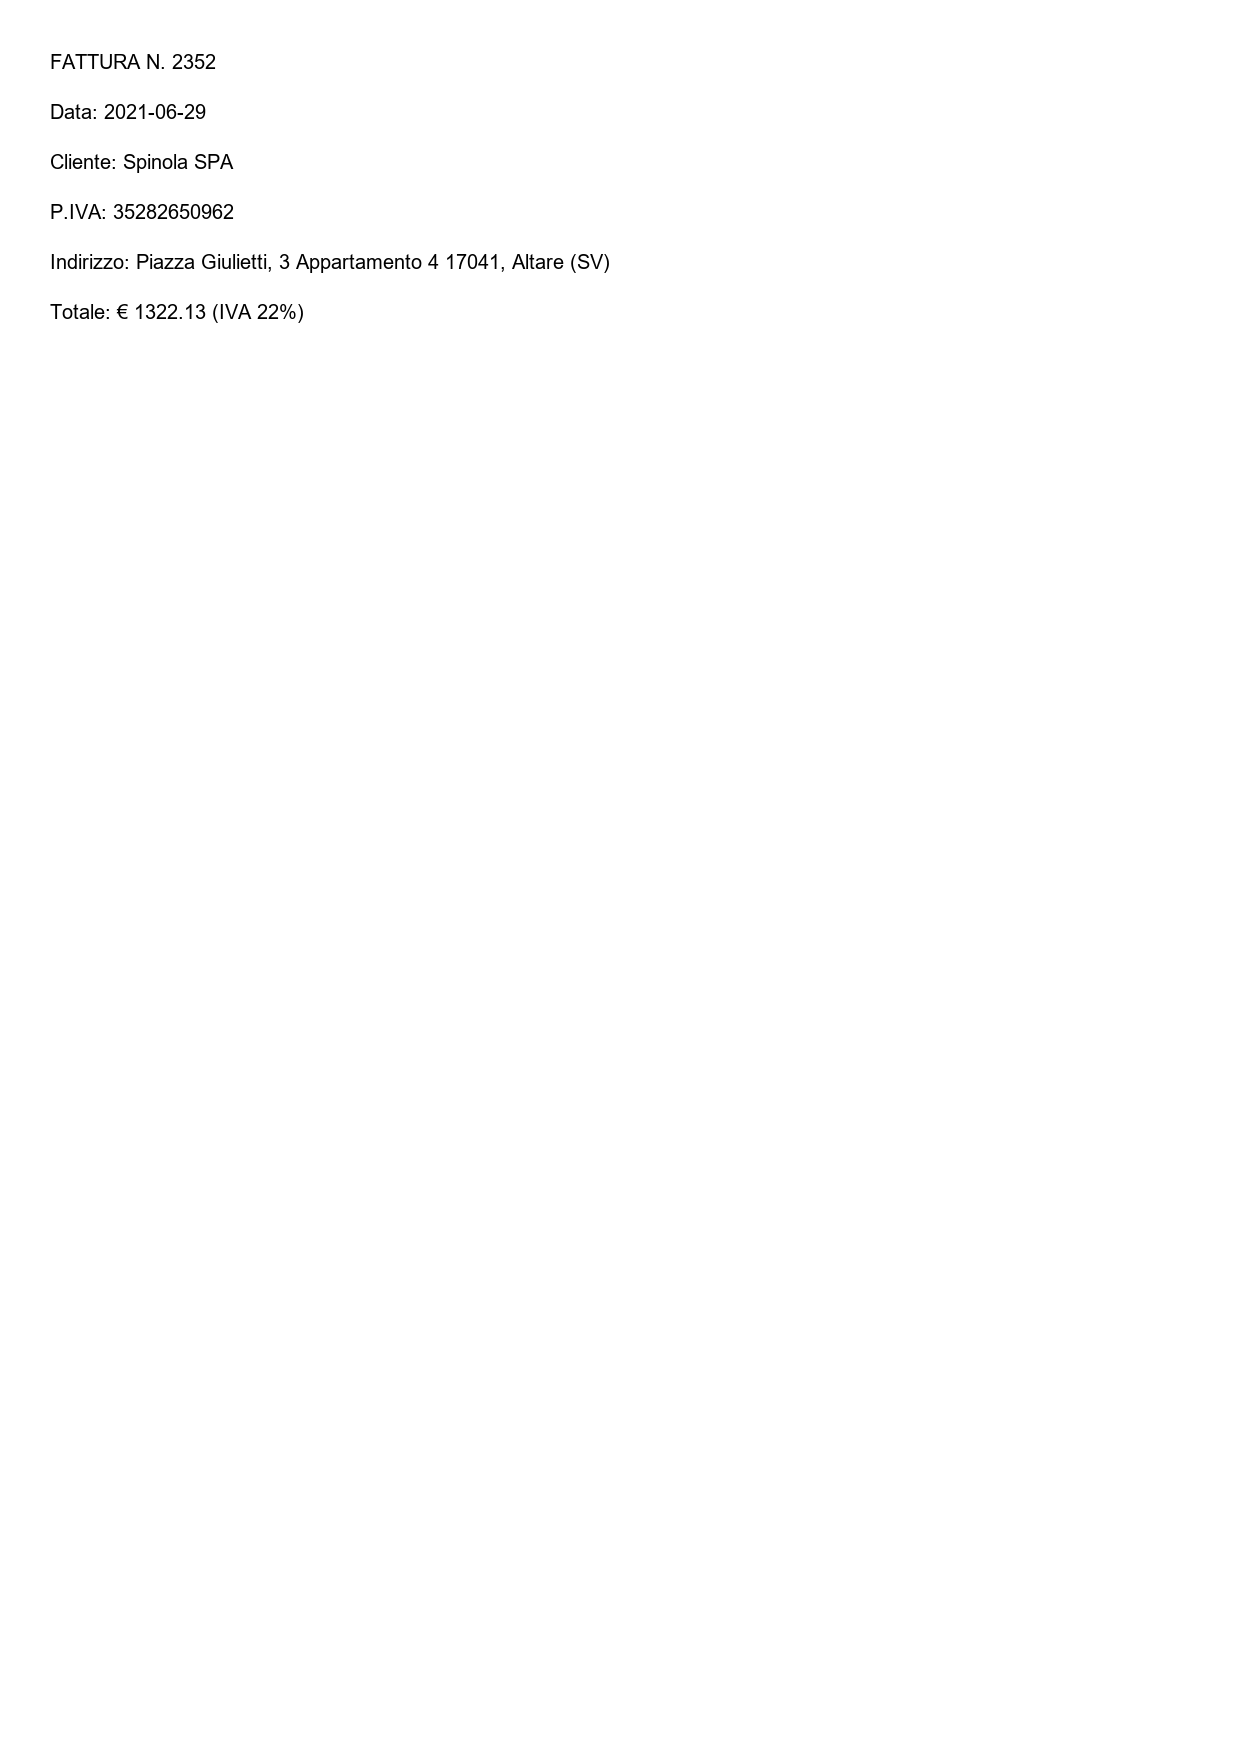 FATTURA N. 2352
Data: 2021-06-29
Cliente: Spinola SPA
P.IVA: 35282650962
Indirizzo: Piazza Giulietti, 3 Appartamento 4 17041, Altare (SV)
Totale: € 1322.13 (IVA 22%)